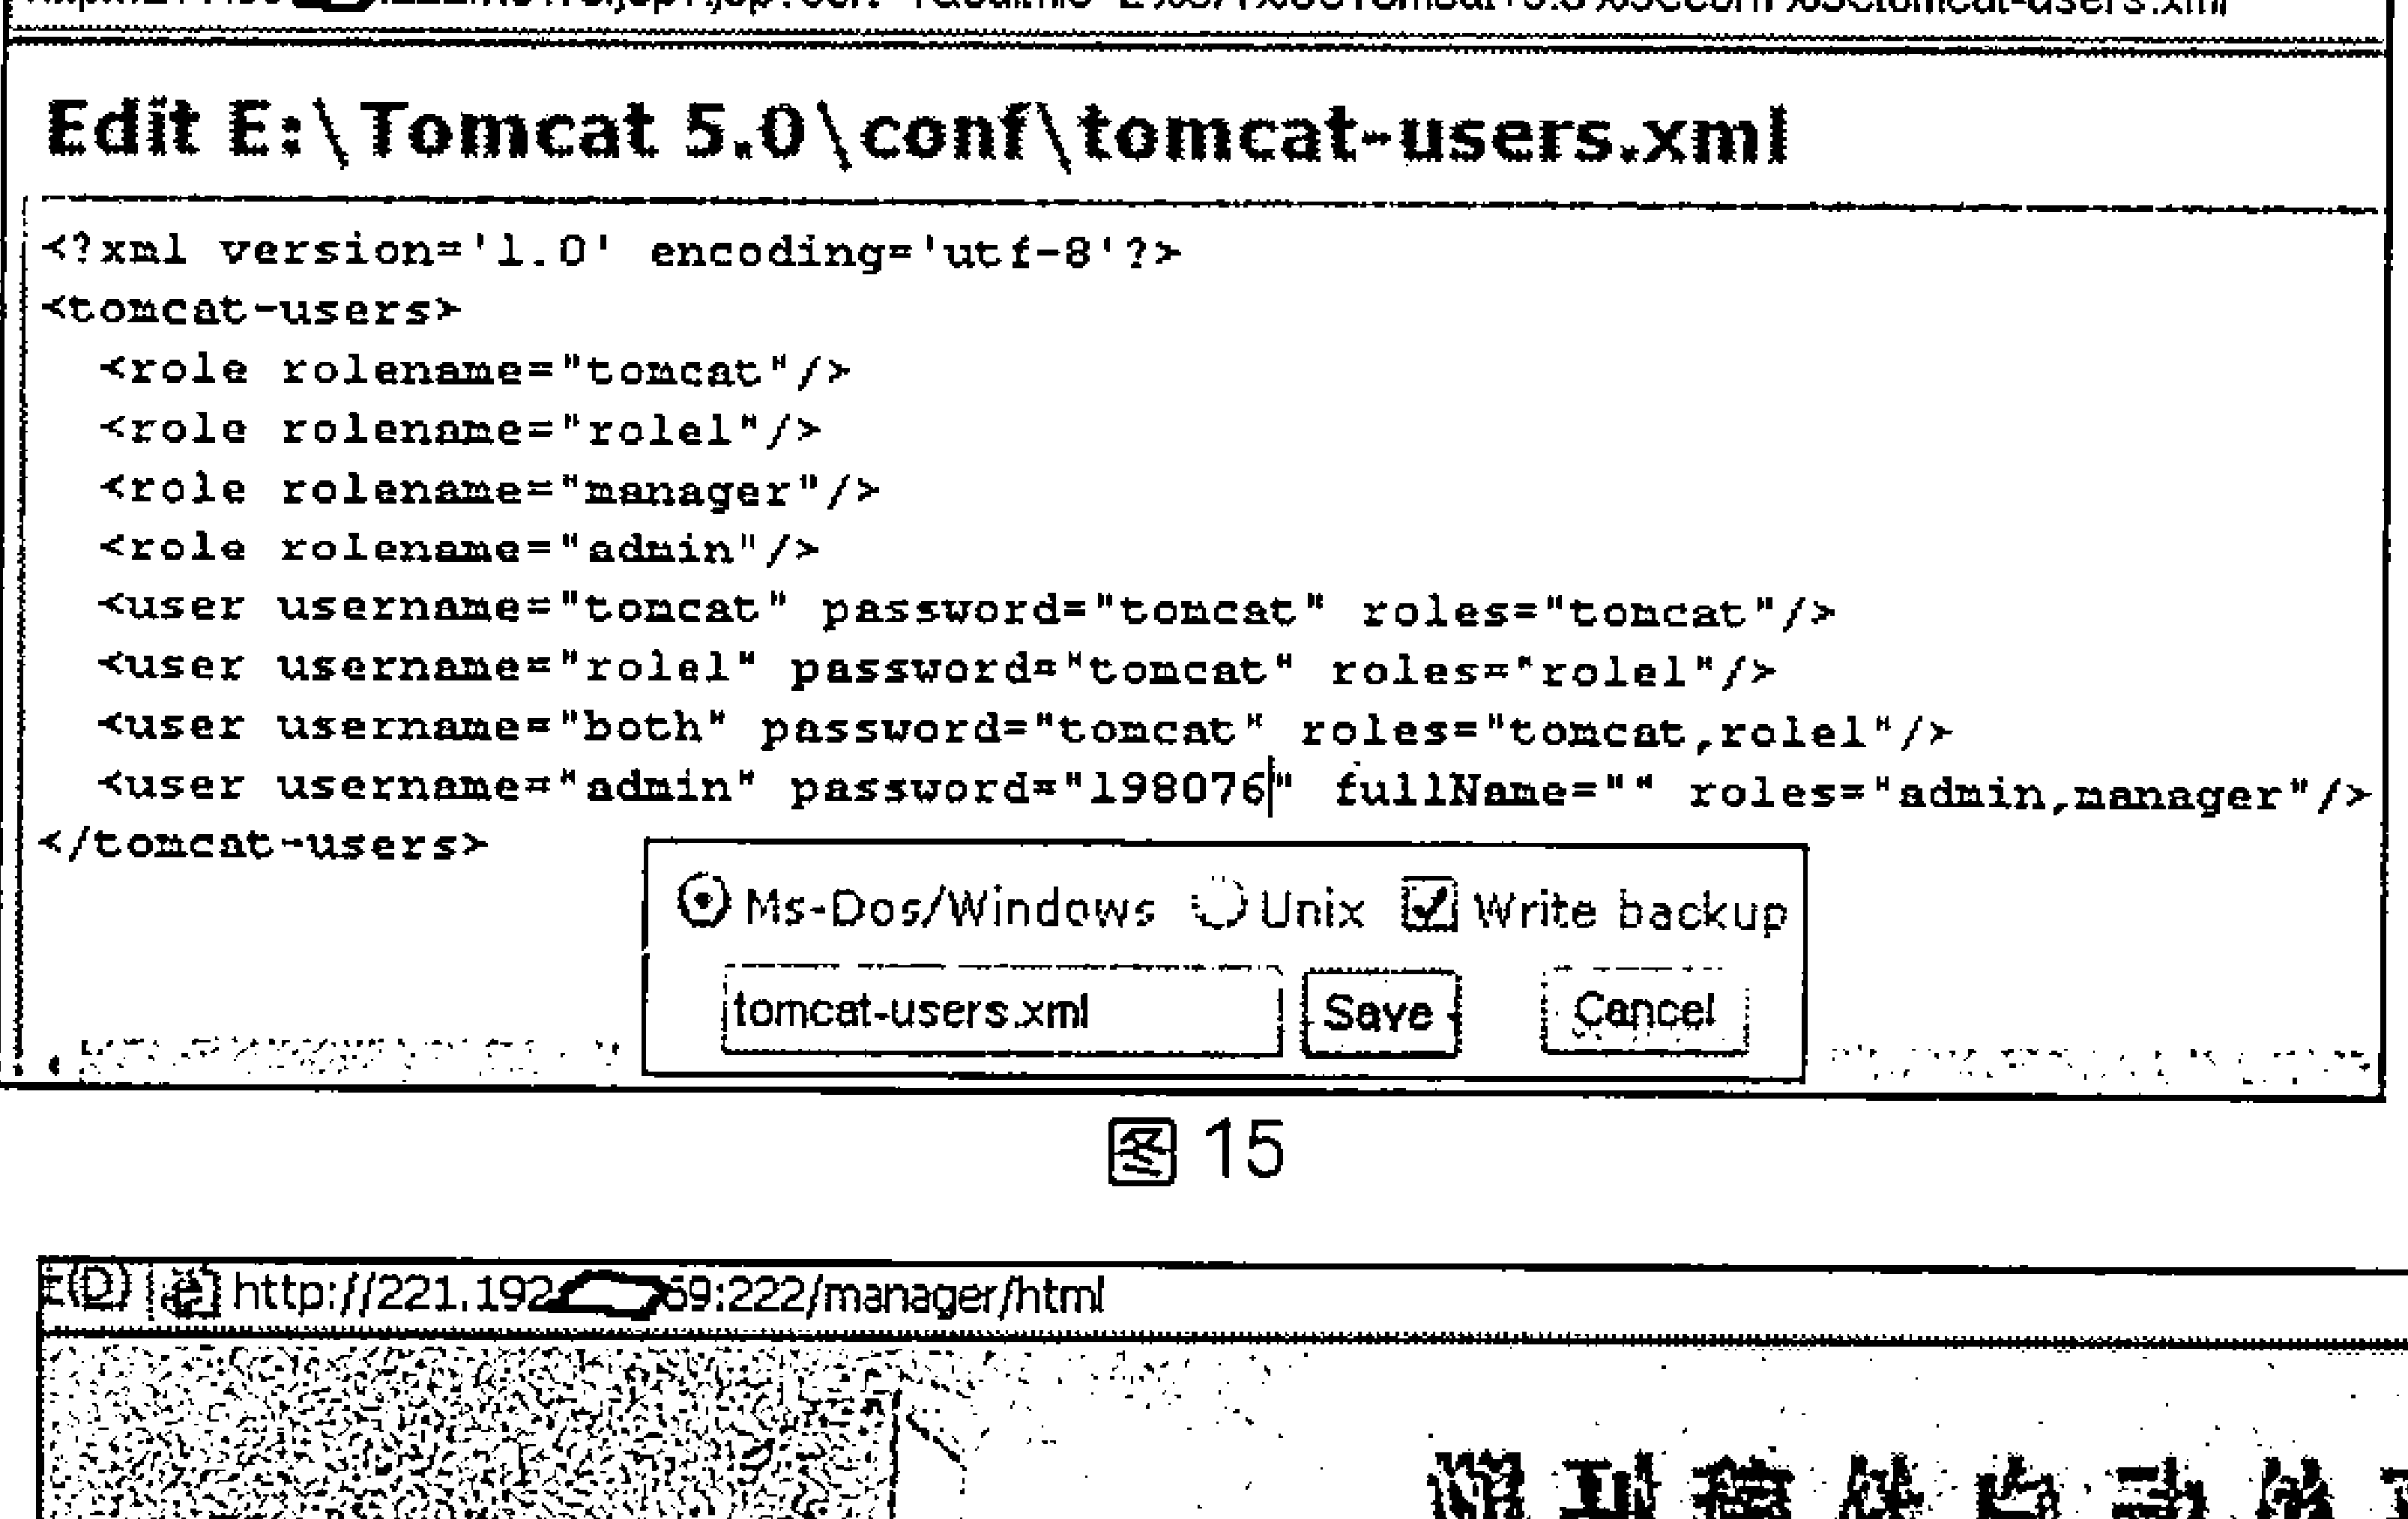 Edit E:\Tomcat 5.0\conf\tomcat-users.xml
<?xml version='1.0' encoding='utf-8'?>
<tomcat-users>
<role rolename="tomcat"/>
<role rolename="role1"/>
<role rolename="manager"/>
<role rolename="admin"/>
<user username="tomcat" password="tomcat" roles="tomcat"/>
<user username="role1" password="tomcat" roles="role1"/>
<user username="both" password="tomcat" roles="tomcat,role1"/>
<user username="admin" password="198076" fullName="" roles="admin,manager"/>
</tomcat-users>
Ms-Dos/Windows Unix Write backup
tomcat-users.xml Save Cancel
图 15
(D) http://221.192 69:222/manager/html